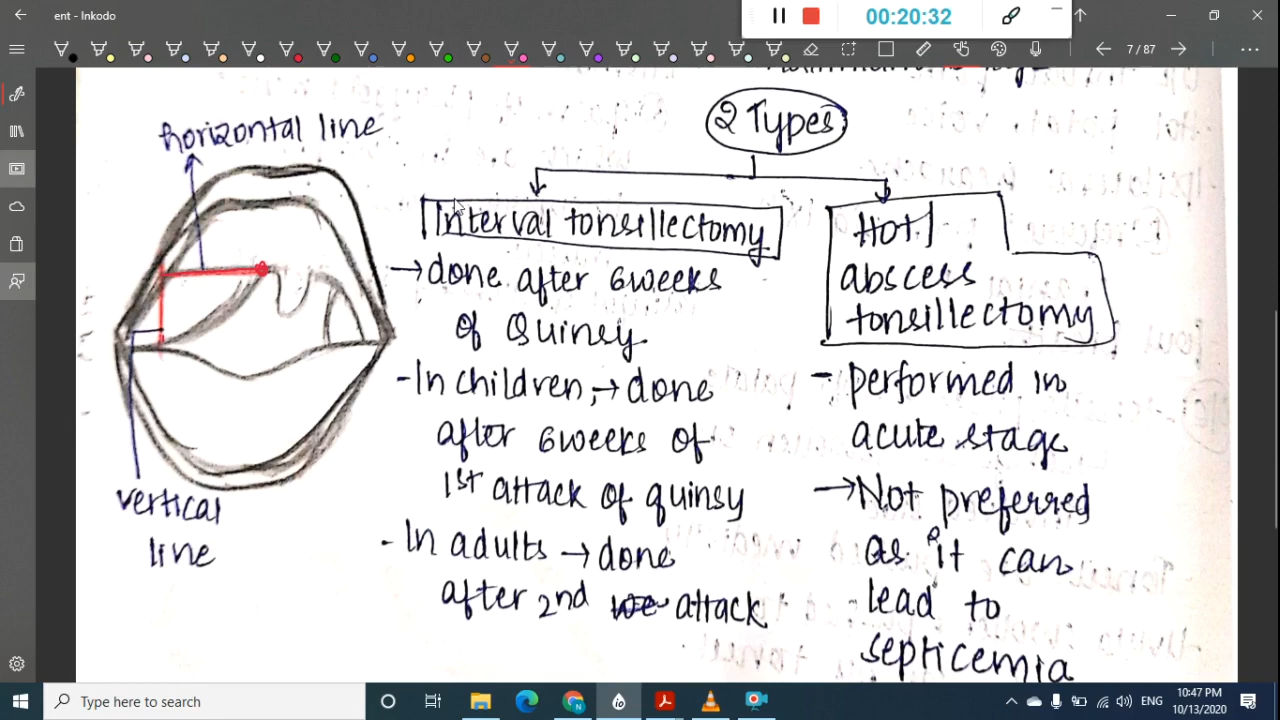 ent - Inkodo
00:20:32
7 / 87
2 Types
horizontal line
vertical
line
Interval tonsillectomy
→ done after 6weeks
of Quinsy
- In children, → done
after 6weeks of
1st attack of quinsy
- In adults → done
after 2nd attack
Hot/
abscess
tonsillectomy
- performed in
acute stage
→ Not preferred
as it can
lead to
septicemia
Type here to search
ENG
10:47 PM
10/13/2020